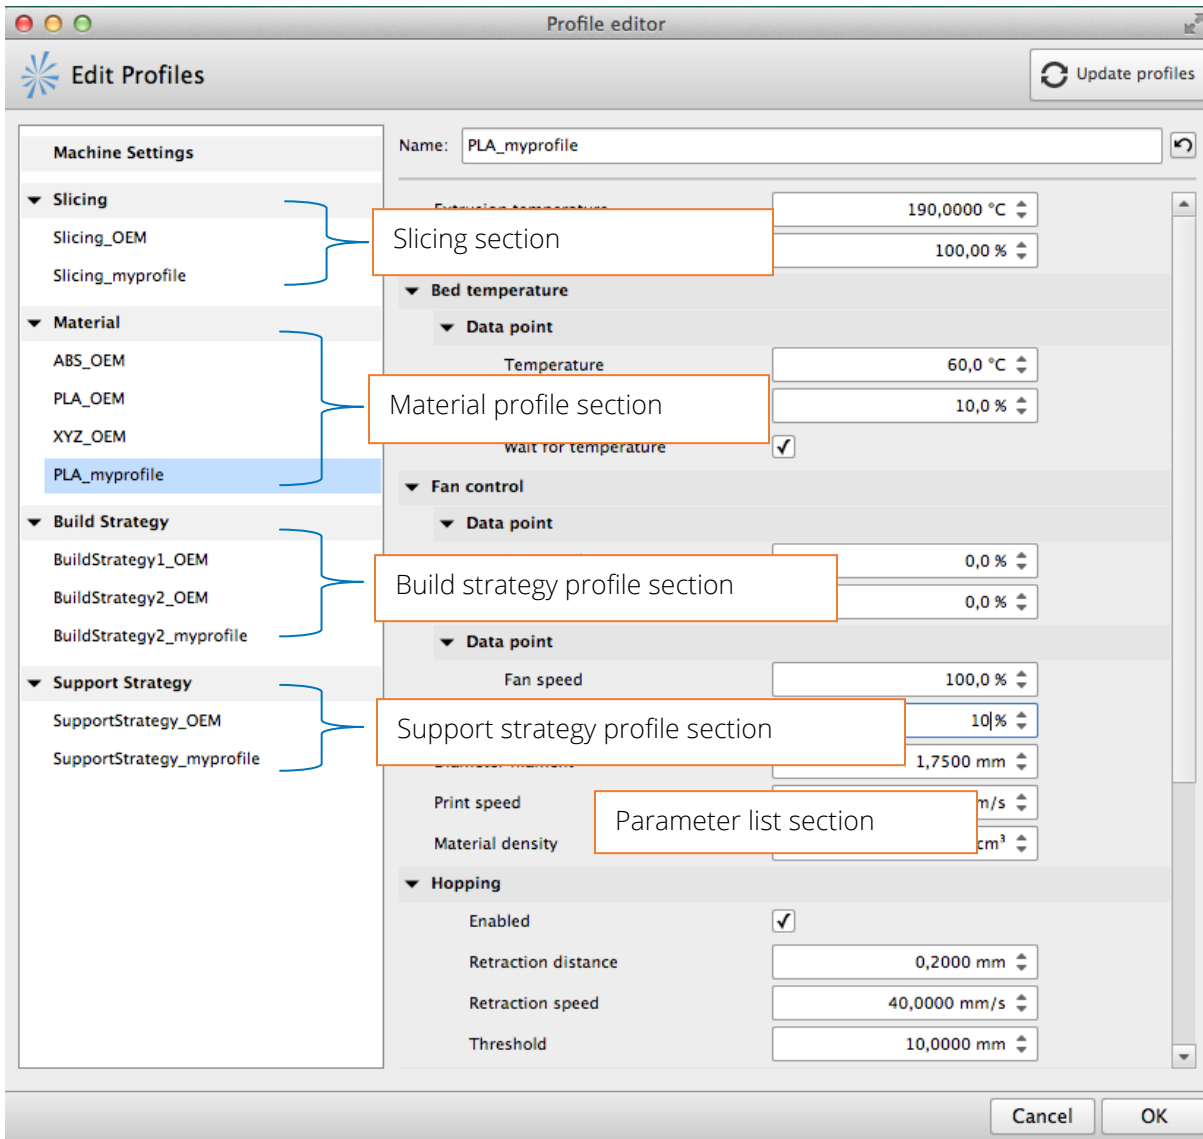 Profile editor
Edit Profiles
Update profiles
Machine Settings
Slicing
Slicing_OEM
Slicing_myprofile
Material
ABS_OEM
PLA_OEM
XYZ_OEM
PLA_myprofile
Build Strategy
BuildStrategy1_OEM
BuildStrategy2_OEM
BuildStrategy2_myprofile
Support Strategy
SupportStrategy_OEM
SupportStrategy_myprofile
Name: PLA_myprofile
Extrusion temperature 190,0000 °C
Slicing section
100,00 %
Bed temperature
Data point
Temperature 60,0 °C
Material profile section
10,0 %
Wait for temperature
Fan control
Data point
0,0 %
Build strategy profile section
0,0 %
Data point
Fan speed 100,0 %
Support strategy profile section
10 %
Diameter filament 1,7500 mm
Print speed m/s
Parameter list section
Material density cm³
Hopping
Enabled
Retraction distance 0,2000 mm
Retraction speed 40,0000 mm/s
Threshold 10,0000 mm
Cancel OK